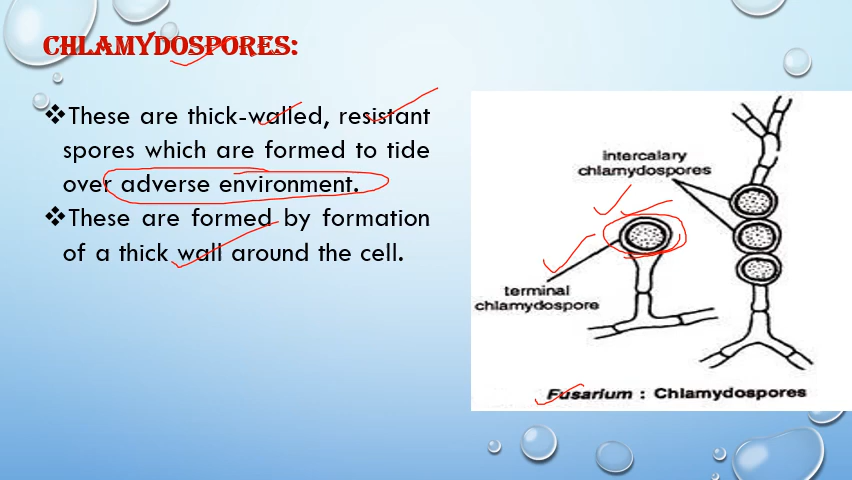 CHLAMYDOSPORES:
❖These are thick-walled, resistant
spores which are formed to tide
over adverse environment.
❖These are formed by formation
of a thick wall around the cell.
intercalary
chlamydospores
terminal
chlamydospore
Fusarium : Chlamydospores